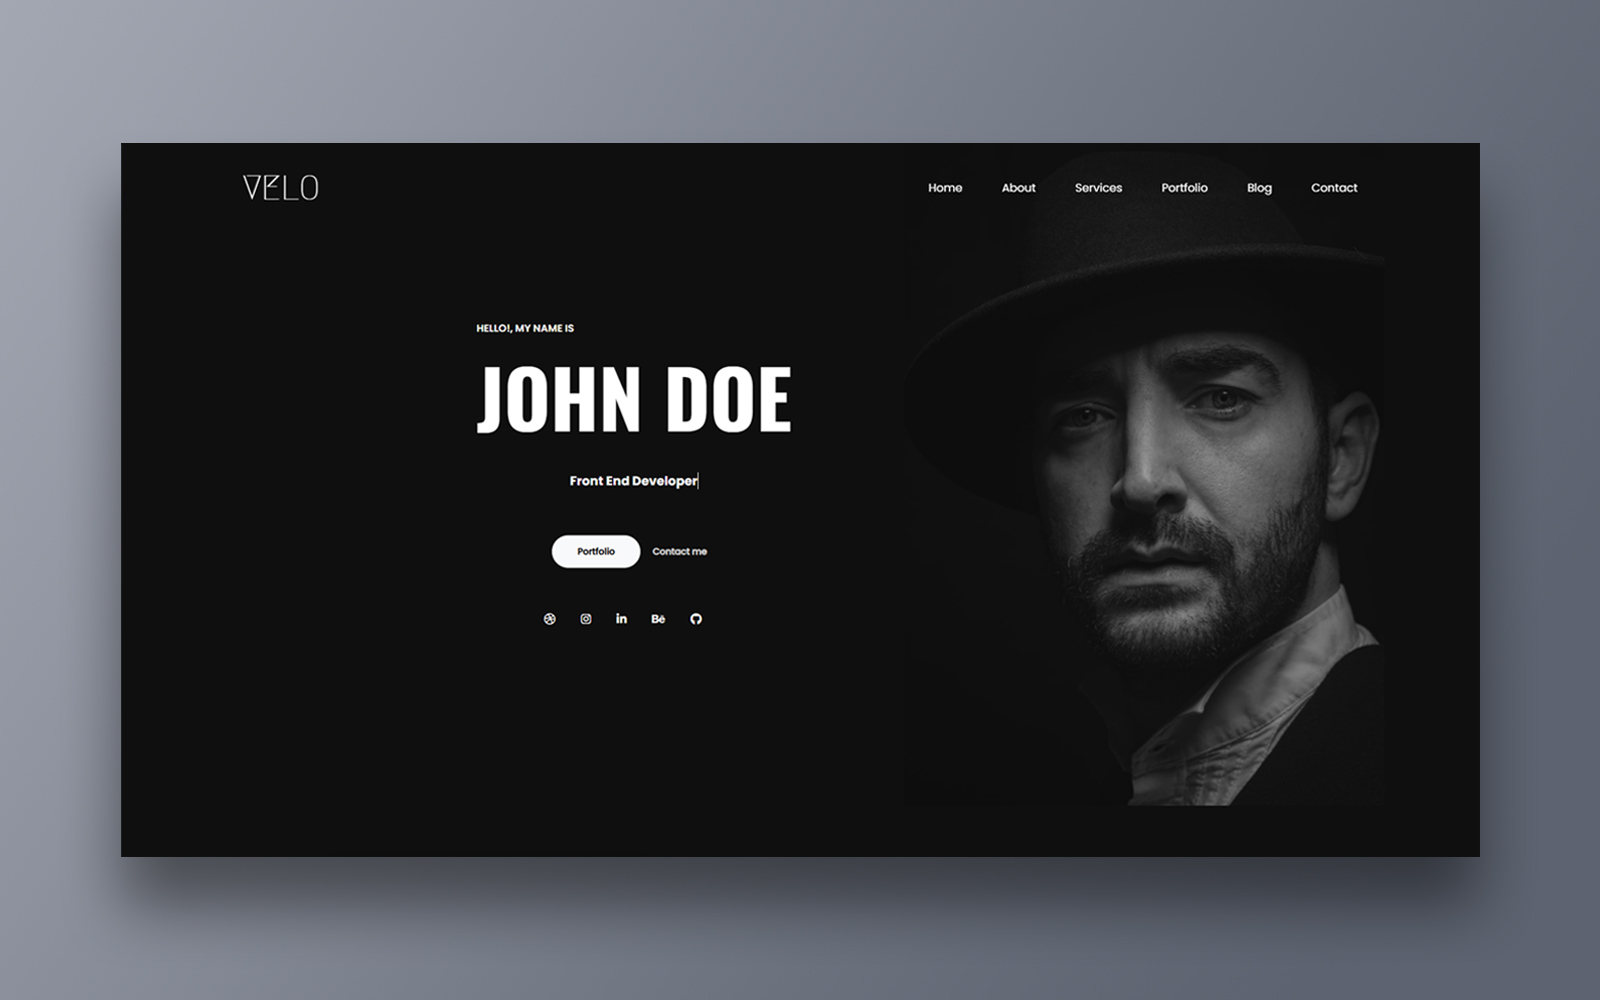 VELO
Home About Services Portfolio Blog Contact
HELLO!, MY NAME IS
JOHN DOE
Front End Developer
Portfolio Contact me
in Bē